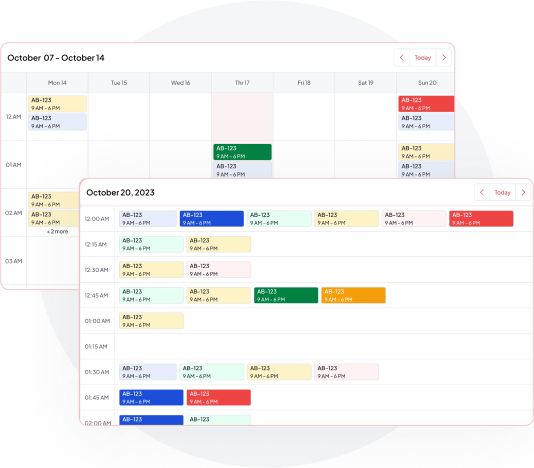 October 07 - October 14
Today
Mon 14
Tue 15
Wed 16
Thr 17
Fri 18
Sat 19
Sun 20
12 AM
AB-123
9 AM - 6 PM
AB-123
9 AM - 6 PM
AB-123
9 AM - 6 PM
AB-123
9 AM - 6 PM
01 AM
AB-123
9 AM - 6 PM
AB-123
9 AM - 6 PM
AB-123
9 AM - 6 PM
AB-123
9 AM - 6 PM
02 AM
AB-123
9 AM - 6 PM
AB-123
9 AM - 6 PM
+ 2 more
03 AM
October 20, 2023
Today
12:00 AM
AB-123
9 AM - 6 PM
AB-123
9 AM - 6 PM
AB-123
9 AM - 6 PM
AB-123
9 AM - 6 PM
AB-123
9 AM - 6 PM
AB-123
9 AM - 6 PM
12:15 AM
AB-123
9 AM - 6 PM
AB-123
9 AM - 6 PM
12:30 AM
AB-123
9 AM - 6 PM
AB-123
9 AM - 6 PM
12:45 AM
AB-123
9 AM - 6 PM
AB-123
9 AM - 6 PM
AB-123
9 AM - 6 PM
AB-123
9 AM - 6 PM
01:00 AM
AB-123
9 AM - 6 PM
01:15 AM
01:30 AM
AB-123
9 AM - 6 PM
AB-123
9 AM - 6 PM
AB-123
9 AM - 6 PM
AB-123
9 AM - 6 PM
01:45 AM
AB-123
9 AM - 6 PM
AB-123
9 AM - 6 PM
02:00 AM
AB-123
9 AM - 6 PM
AB-123
9 AM - 6 PM